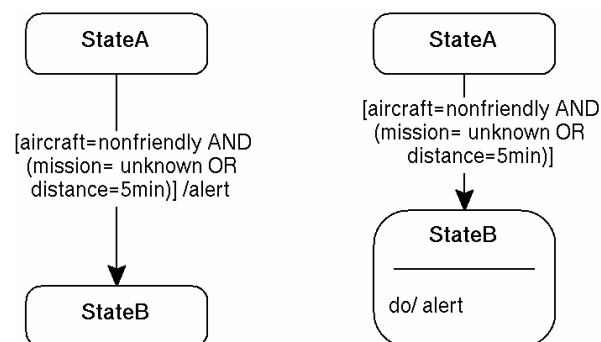 StateA
[aircraft=nonfriendly AND
(mission= unknown OR
distance=5min)] /alert
StateB
StateA
[aircraft=nonfriendly AND
(mission= unknown OR
distance=5min)]
StateB
do/ alert